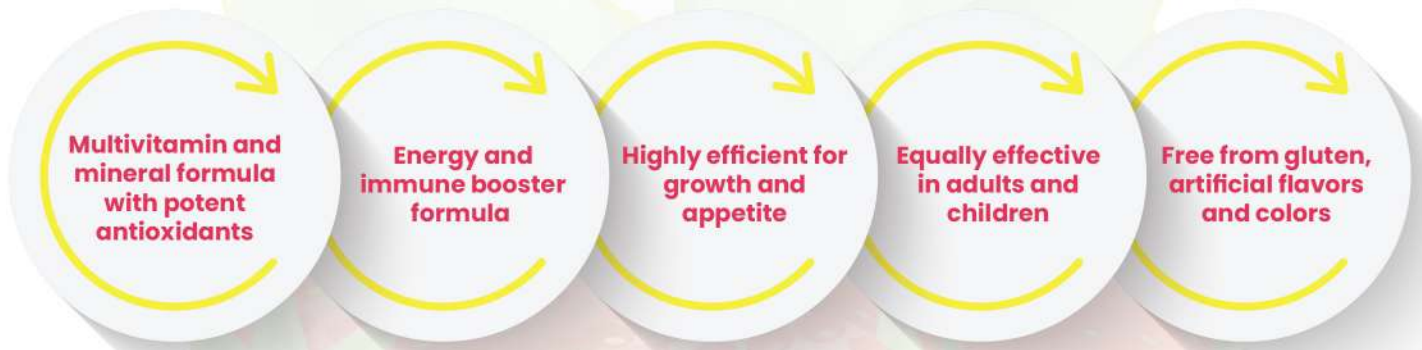 Multivitamin and
mineral formula
with potent
antioxidants
Energy and
immune booster
formula
Highly efficient for
growth and
appetite
Equally effective
in adults and
children
Free from gluten,
artificial flavors
and colors